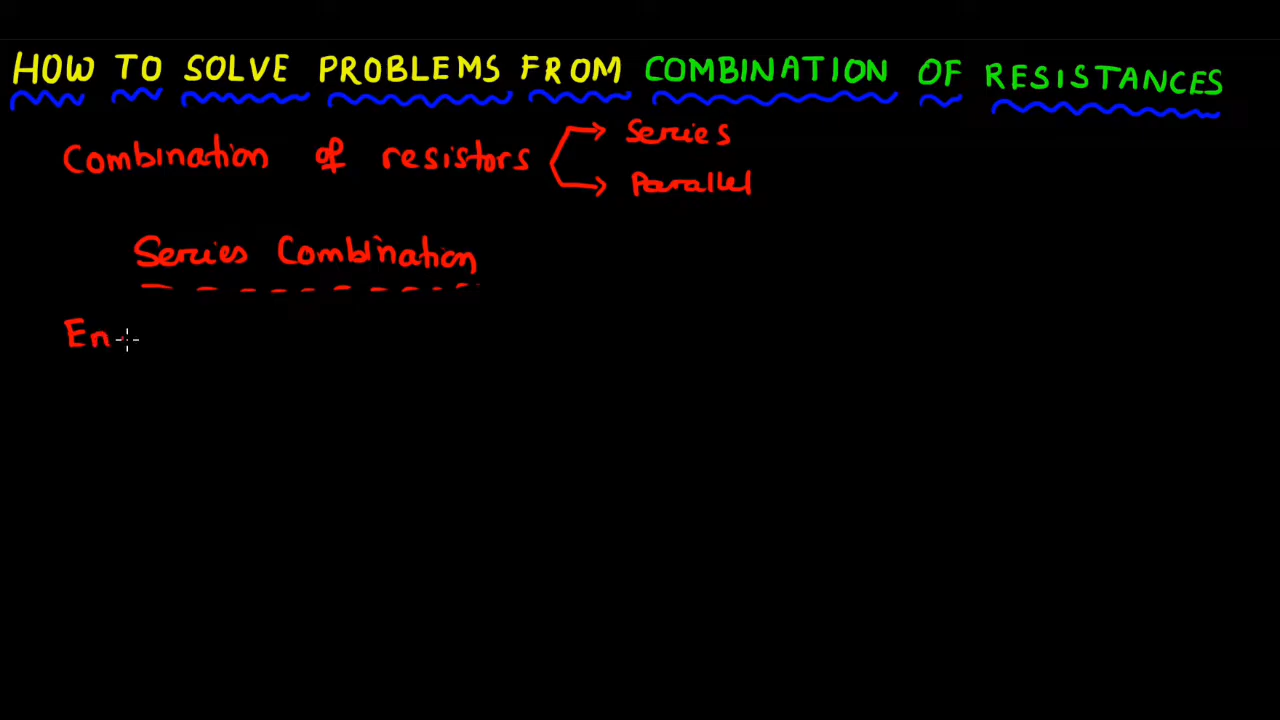 HOW TO SOLVE PROBLEMS FROM COMBINATION OF RESISTANCES
Combination of resistors
Series
Parallel
Series Combination
En